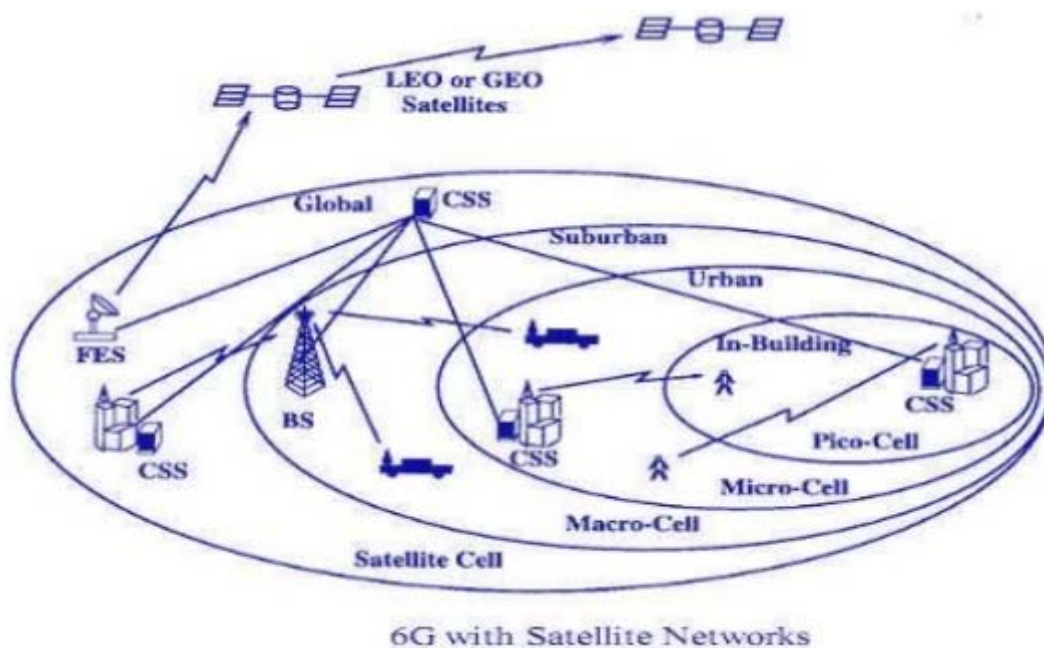 LEO or GEO
Satellites
Global
CSS
Suburban
Urban
FES
In-Building
BS
CSS
CSS
CSS
Pico-Cell
Micro-Cell
Macro-Cell
Satellite Cell
6G with Satellite Networks